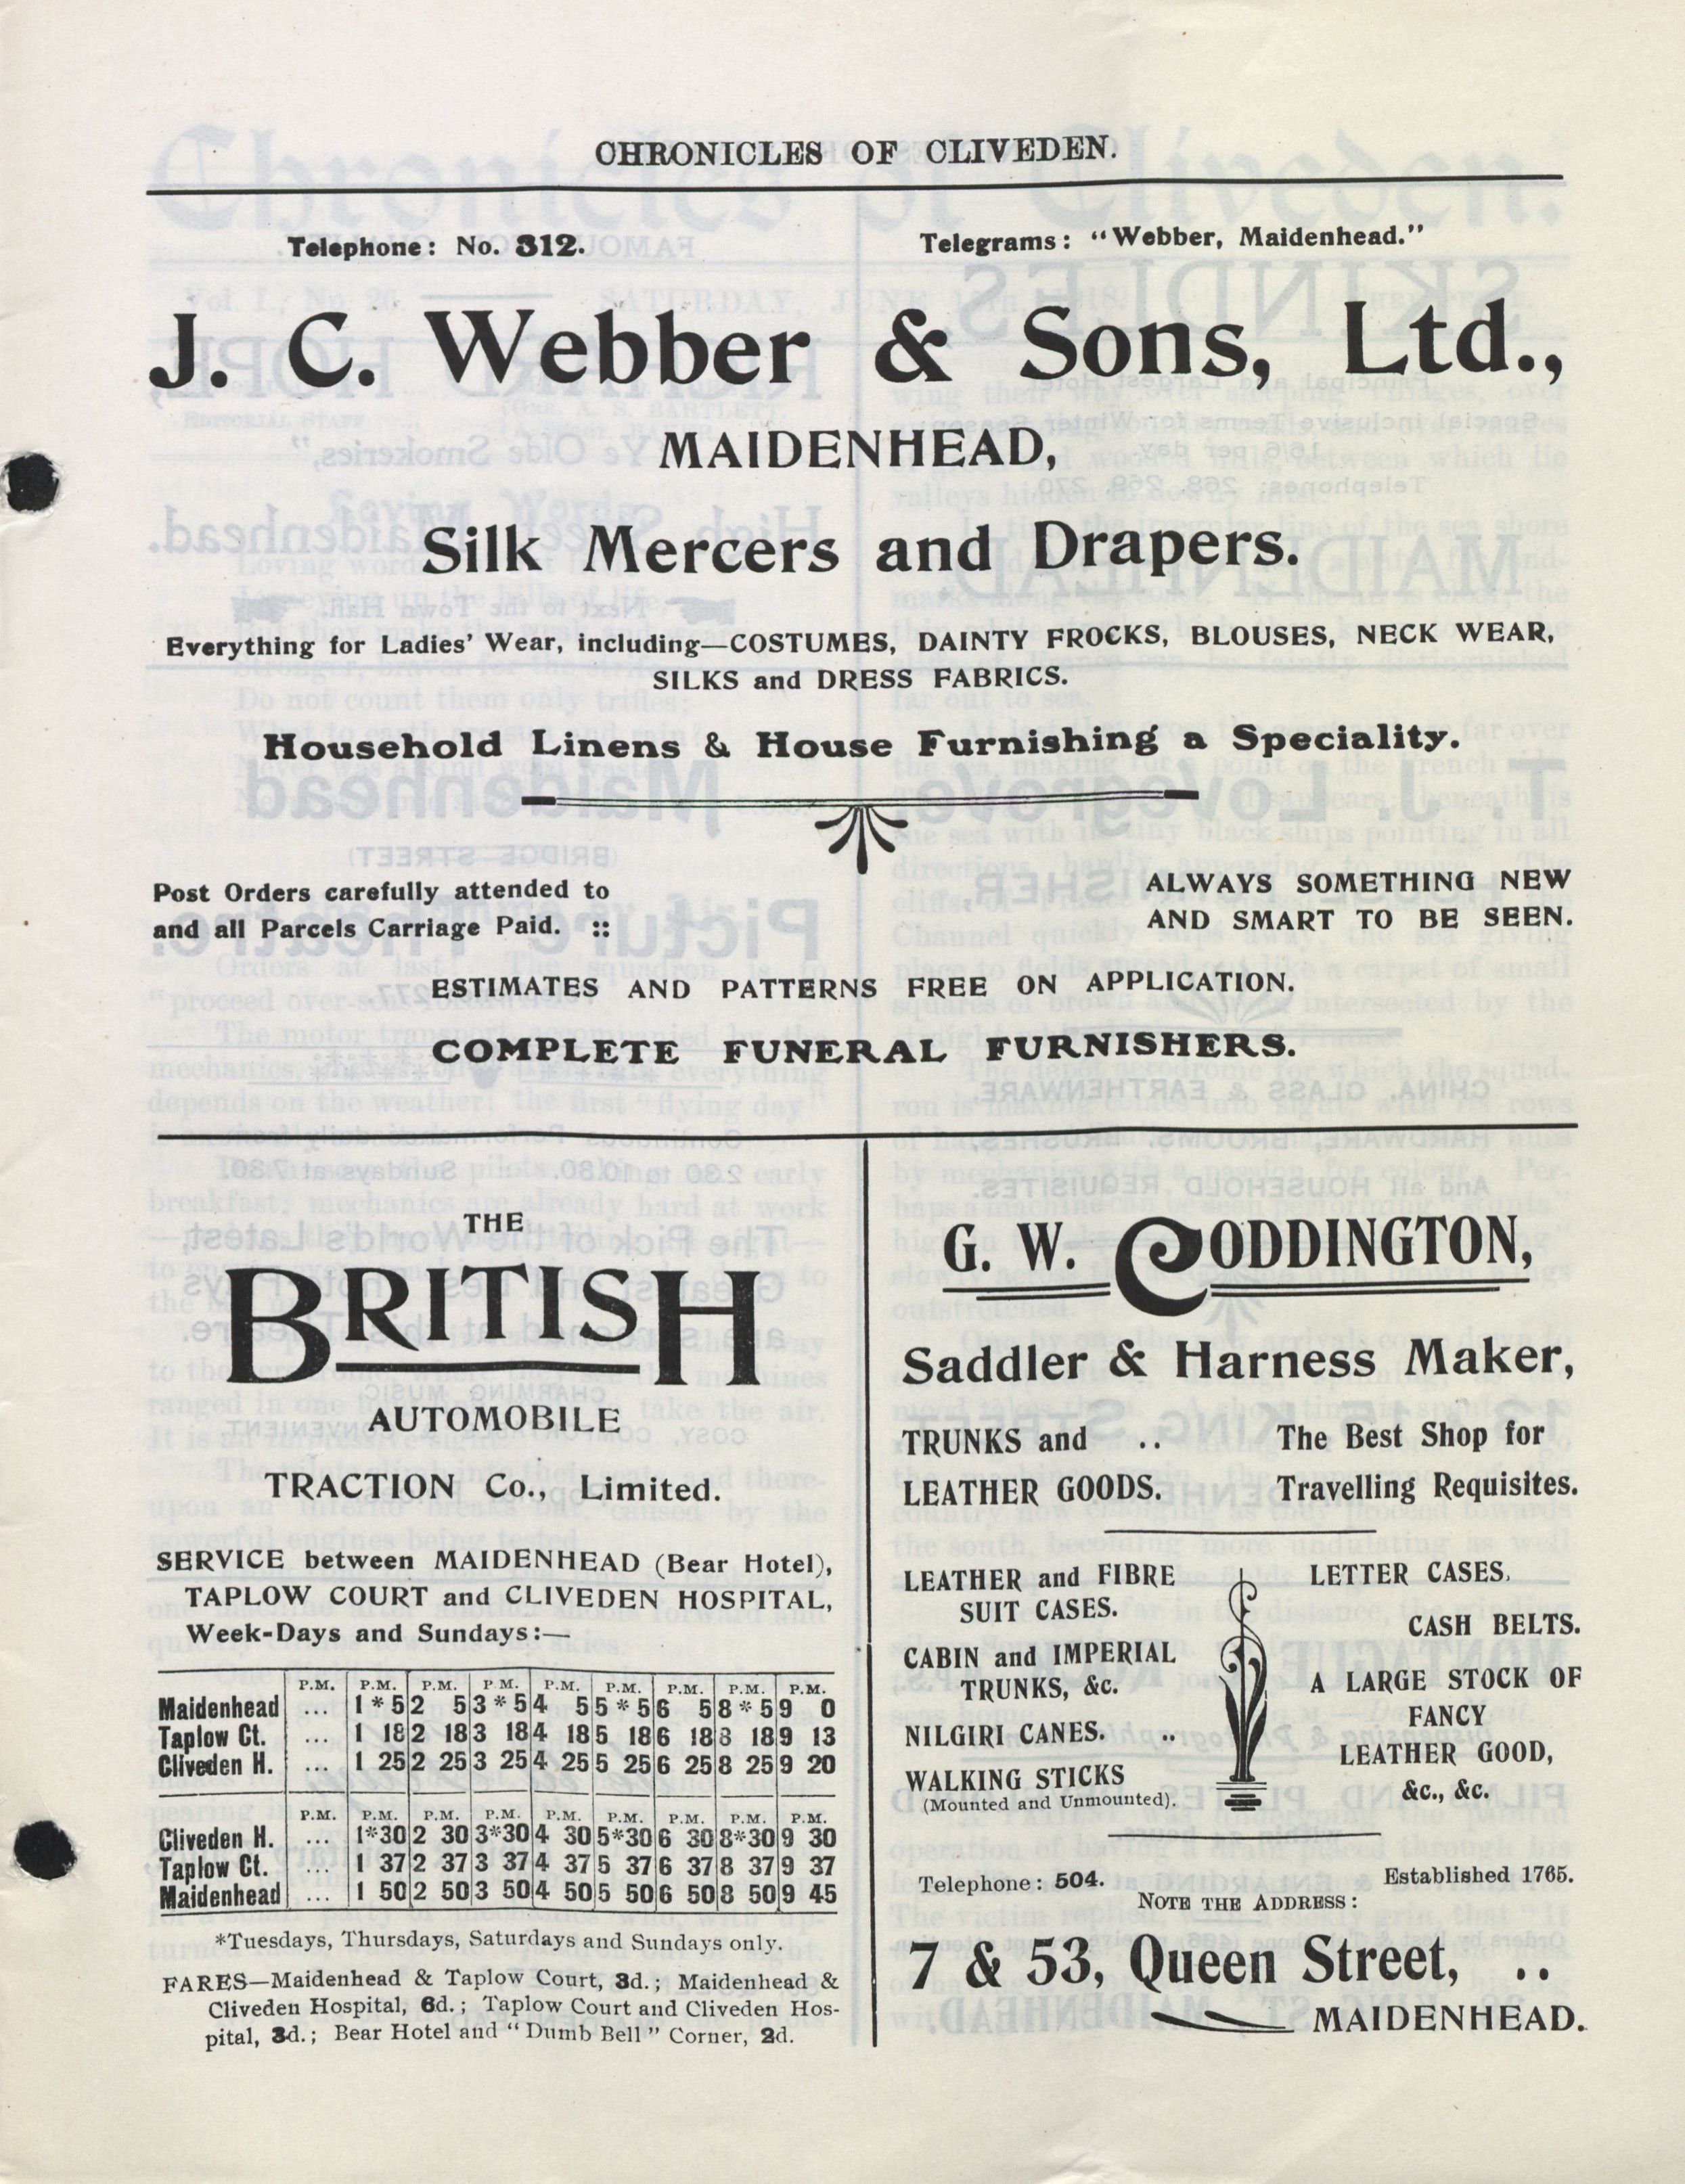 CHRONICLES OF CLIVEDEN.
Telephone: No. 312.
Telegrams: "Webber, Maidenhead."
J. C. Webber & Sons, Ltd.,
MAIDENHEAD,
Silk Mercers and Drapers.
Everything for Ladies' Wear, including—COSTUMES, DAINTY FROCKS, BLOUSES, NECK WEAR,
SILKS and DRESS FABRICS.
Household Linens & House Furnishing a Speciality.
Post Orders carefully attended to
and all Parcels Carriage Paid. ::
ALWAYS SOMETHING NEW
AND SMART TO BE SEEN.
ESTIMATES AND PATTERNS FREE ON APPLICATION.
COMPLETE FUNERAL FURNISHERS.
THE
BRITISH
AUTOMOBILE
TRACTION Co., Limited.
SERVICE between MAIDENHEAD (Bear Hotel),
TAPLOW COURT and CLIVEDEN HOSPITAL,
Week-Days and Sundays:—
P.M. P.M. P.M. P.M. P.M. P.M. P.M. P.M. P.M.
Maidenhead ... 1*5 2 5 3*5 4 5 5*5 6 5 8*5 9 0
Taplow Ct. ... 1 18 2 18 3 18 4 18 5 18 6 18 8 18 9 13
Cliveden H. ... 1 25 2 25 3 25 4 25 5 25 6 25 8 25 9 20
P.M. P.M. P.M. P.M. P.M. P.M. P.M. P.M. P.M.
Cliveden H. ... 1*30 2 30 3*30 4 30 5*30 6 30 8*30 9 30
Taplow Ct. ... 1 37 2 37 3 37 4 37 5 37 6 37 8 37 9 37
Maidenhead ... 1 50 2 50 3 50 4 50 5 50 6 50 8 50 9 45
*Tuesdays, Thursdays, Saturdays and Sundays only.
FARES—Maidenhead & Taplow Court, 3d.; Maidenhead &
Cliveden Hospital, 6d.; Taplow Court and Cliveden Hos-
pital, 3d.; Bear Hotel and "Dumb Bell" Corner, 2d.
G. W. CODDINGTON,
Saddler & Harness Maker,
TRUNKS and ..
LEATHER GOODS.
The Best Shop for
Travelling Requisites.
LEATHER and FIBRE
SUIT CASES.
CABIN and IMPERIAL
TRUNKS, &c.
NILGIRI CANES. ..
WALKING STICKS
(Mounted and Unmounted).
LETTER CASES.
CASH BELTS.
A LARGE STOCK OF
FANCY
LEATHER GOOD,
&c., &c.
Telephone: 504.
Established 1765.
NOTE THE ADDRESS:
7 & 53, Queen Street, ..
MAIDENHEAD.